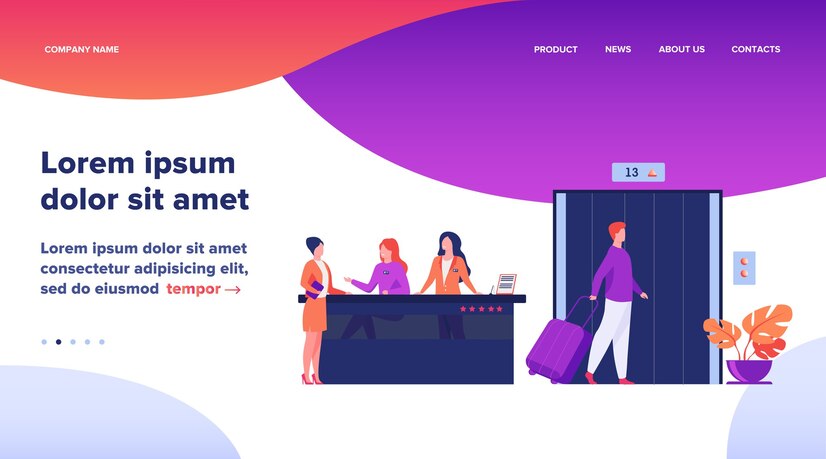 COMPANY NAME
PRODUCT NEWS ABOUT US CONTACTS
Lorem ipsum
dolor sit amet
Lorem ipsum dolor sit amet
consectetur adipisicing elit,
sed do eiusmod tempor
13